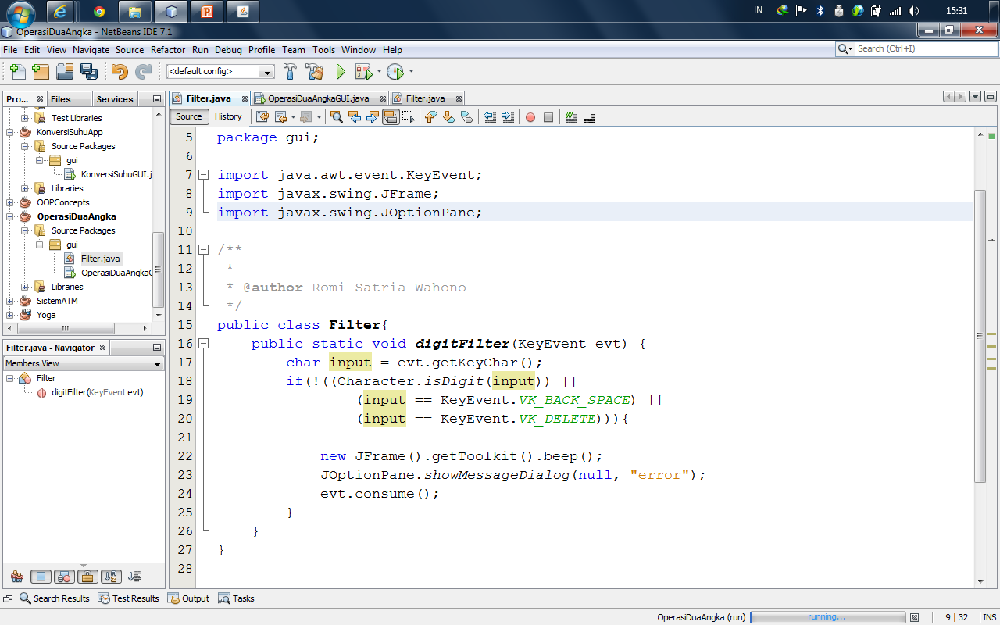 IN
15:31
OperasiDuaAngka - NetBeans IDE 7.1
File Edit View Navigate Source Refactor Run Debug Profile Team Tools Window Help
Search (Ctrl+I)
<default config>
Pro... Files Services
Filter.java OperasiDuaAngkaGUI.java Filter.java
Source History
Test Libraries
KonversiSuhuApp
Source Packages
gui
KonversiSuhuGUI.j
Libraries
OOPConcepts
OperasiDuaAngka
Source Packages
gui
Filter.java
OperasiDuaAngkaG
Libraries
SistemATM
Yoga
Filter.java - Navigator
Members View
Filter
digitFilter(KeyEvent evt)
5 package gui;
6
7 import java.awt.event.KeyEvent;
8 import javax.swing.JFrame;
9 import javax.swing.JOptionPane;
10
11 /**
12 *
13 * @author Romi Satria Wahono
14 */
15 public class Filter{
16 public static void digitFilter(KeyEvent evt) {
17 char input = evt.getKeyChar();
18 if(!((Character.isDigit(input)) ||
19 (input == KeyEvent.VK_BACK_SPACE) ||
20 (input == KeyEvent.VK_DELETE))){
21
22 new JFrame().getToolkit().beep();
23 JOptionPane.showMessageDialog(null, "error");
24 evt.consume();
25 }
26 }
27 }
28
Search Results Test Results Output Tasks
OperasiDuaAngka (run) running... 9 | 32 INS